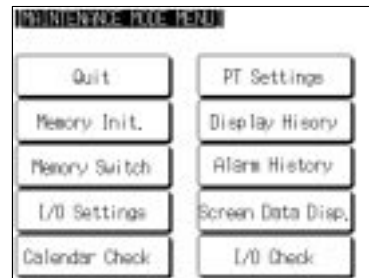 MAINTENANCE MODE MENU
Quit
PT Settings
Memory Init.
Display Hisory
Memory Switch
Alarm History
I/O Settings
Screen Data Disp.
Calendar Check
I/O Check